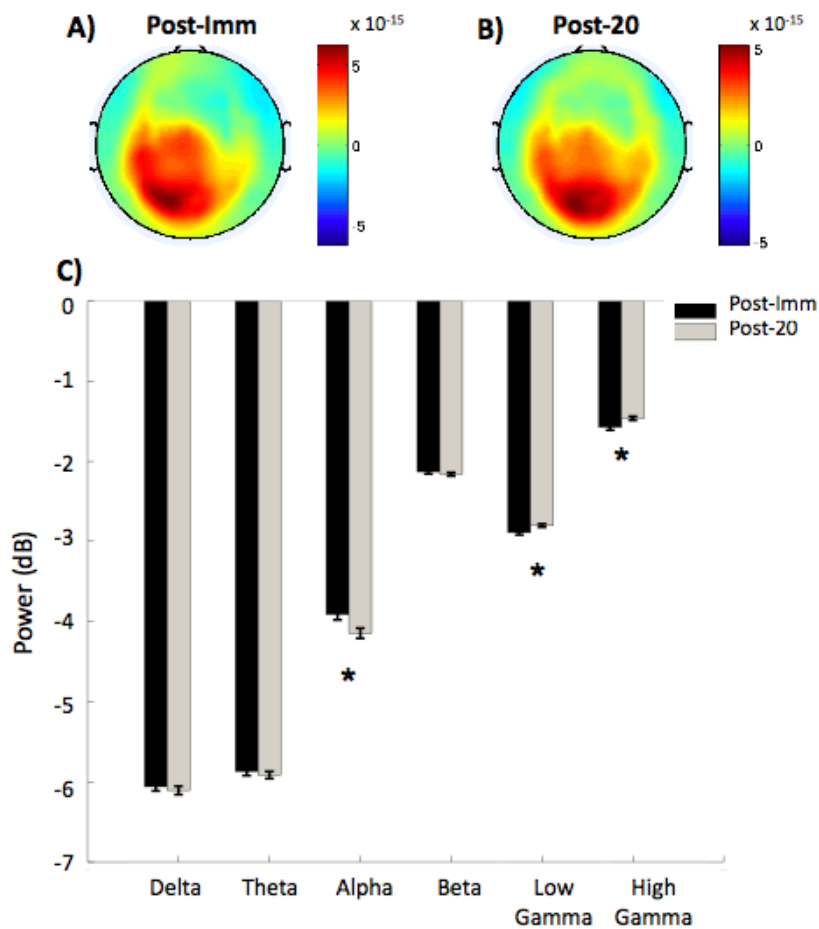 A) Post-Imm x 10^-15
5
0
-5
B) Post-20 x 10^-15
5
0
-5
C)
0
-1
-2
-3
-4
-5
-6
-7
Power (dB)
Post-Imm
Post-20
*
*
*
Delta Theta Alpha Beta Low Gamma High Gamma